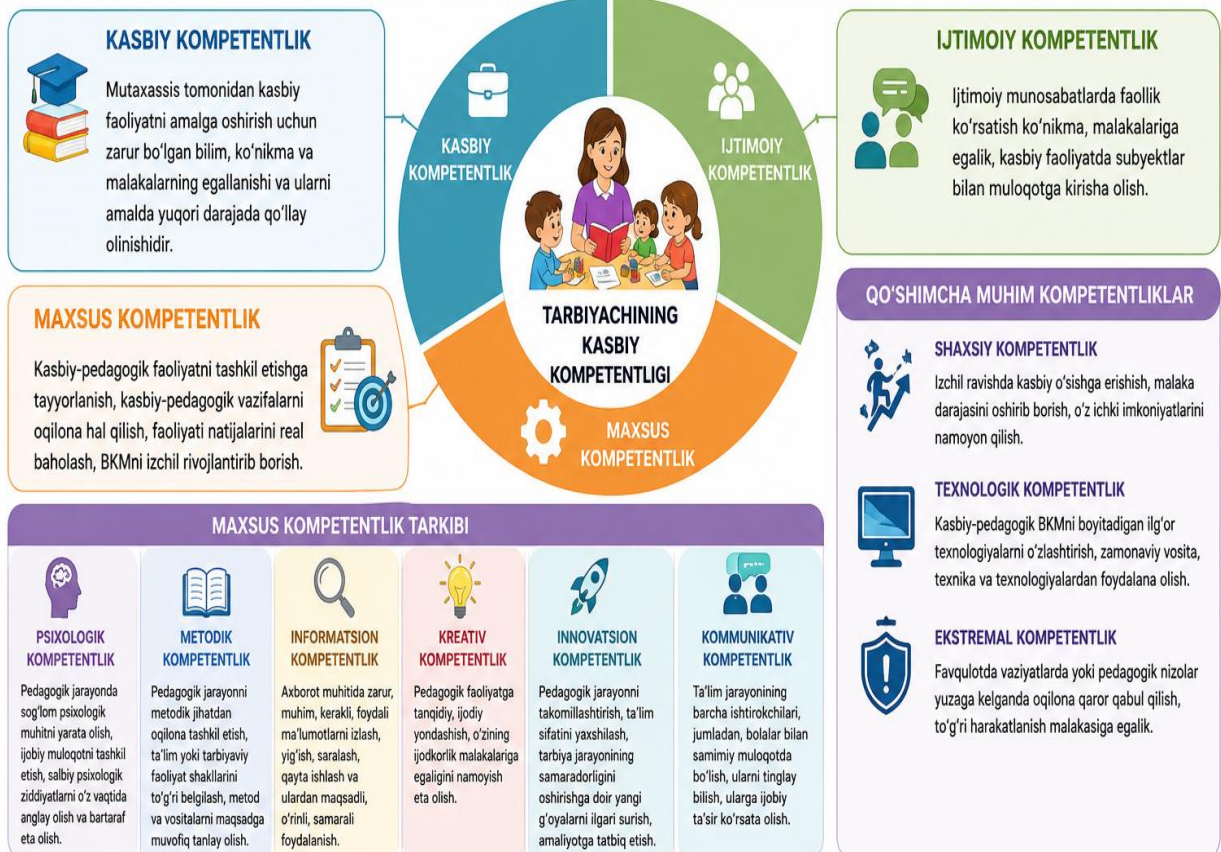 KASBIY KOMPETENTLIK
Mutaxassis tomonidan kasbiy
faoliyatni amalga oshirish uchun
zarur bo‘lgan bilim, ko‘nikma va
malakalarning egallanishi va ularni
amalda yuqori darajada qo‘llay
olinishidir.
MAXSUS KOMPETENTLIK
Kasbiy-pedagogik faoliyatni tashkil etishga
tayyorlanish, kasbiy-pedagogik vazifalarni
oqilona hal qilish, faoliyati natijalarini real
baholash, BKMni izchil rivojlantirib borish.
KASBIY
KOMPETENTLIK
IJTIMOIY
KOMPETENTLIK
TARBIYACHINING
KASBIY
KOMPETENTLIGI
MAXSUS
KOMPETENTLIK
IJTIMOIY KOMPETENTLIK
Ijtimoiy munosabatlarda faollik
ko‘rsatish ko‘nikma, malakalariga
egalik, kasbiy faoliyatda subyektlar
bilan muloqotga kirisha olish.
QO‘SHIMCHA MUHIM KOMPETENTLIKLAR
SHAXSIY KOMPETENTLIK
Izchil ravishda kasbiy o‘sishga erishish, malaka
darajasini oshirib borish, o‘z ichki imkoniyatlarini
namoyon qilish.
TEXNOLOGIK KOMPETENTLIK
Kasbiy-pedagogik BKMni boyitadigan ilg‘or
texnologiyalarni o‘zlashtirish, zamonaviy vosita,
texnika va texnologiyalardan foydalana olish.
EKSTREMAL KOMPETENTLIK
Favqulotda vaziyatlarda yoki pedagogik nizolar
yuzaga kelganda oqilona qaror qabul qilish,
to‘g‘ri harakatlanish malakasiga egalik.
MAXSUS KOMPETENTLIK TARKIBI
PSIXOLOGIK
KOMPETENTLIK
Pedagogik jarayonda
sog‘lom psixologik
muhitni yarata olish,
ijobiy muloqotni tashkil
etish, salbiy psixologik
ziddiyatlarni o‘z vaqtida
anglay olish va bartaraf
eta olish.
METODIK
KOMPETENTLIK
Pedagogik jarayonni
metodik jihatdan
oqilona tashkil etish,
ta’lim yoki tarbiyaviy
faoliyat shakllarini
to‘g‘ri belgilash, metod
va vositalarni maqsadga
muvofiq tanlay olish.
INFORMATSION
KOMPETENTLIK
Axborot muhitida zarur,
muhim, kerakli, foydali
ma’lumotlarni izlash,
yig‘ish, saralash,
qayta ishlash va
ulardan maqsadli,
o‘rinli, samarali
foydalanish.
KREATIV
KOMPETENTLIK
Pedagogik faoliyatga
tanqidiy, ijodiy
yondashish, o‘zining
ijodkorlik malakalariga
egaligini namoyish
eta olish.
INNOVATSION
KOMPETENTLIK
Pedagogik jarayonni
takomillashtirish, ta’lim
sifatini yaxshilash,
tarbiya jarayonining
samaradorligini
oshirishga doir yangi
g‘oyalarni ilgari surish,
amaliyotga tatbiq etish.
KOMMUNIKATIV
KOMPETENTLIK
Ta’lim jarayonining
barcha ishtirokchilari,
jumladan, bolalar bilan
samimiy muloqotda
bo‘lish, ularni tinglay
bilish, ularga ijobiy
ta’sir ko‘rsata olish.